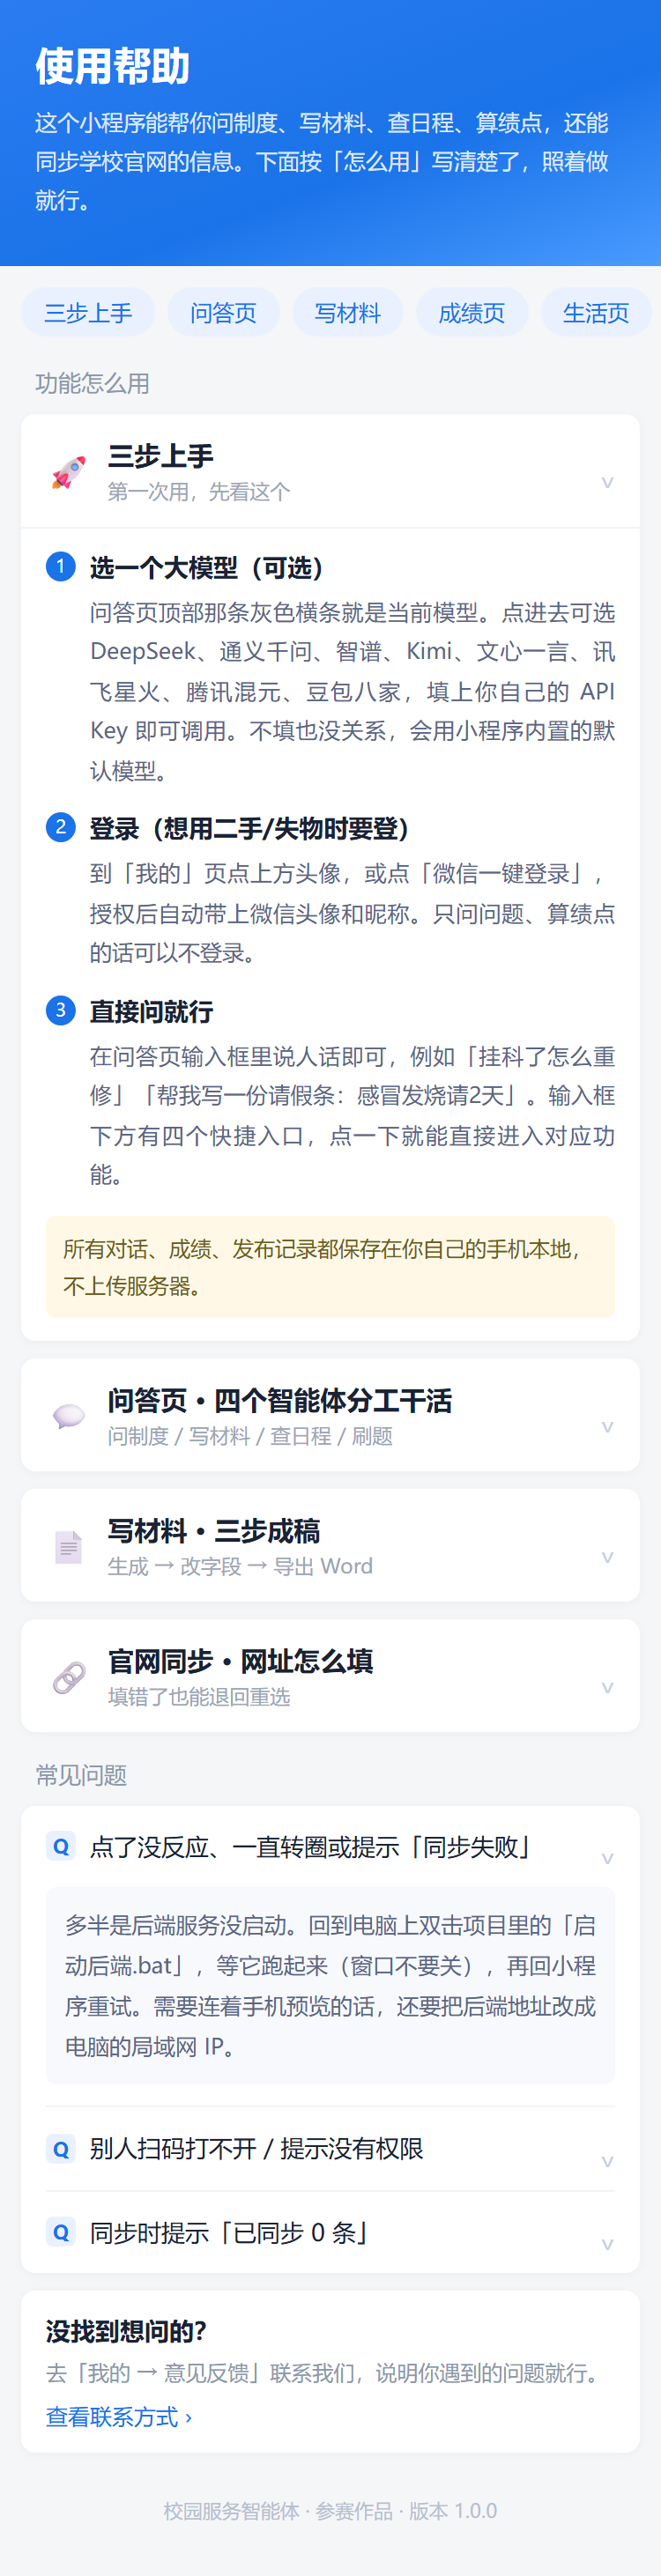 使用帮助
这个小程序能帮你问制度、写材料、查日程、算绩点，还能
同步学校官网的信息。下面按「怎么用」写清楚了，照着做
就行。
三步上手 问答页 写材料 成绩页 生活页
功能怎么用
三步上手
第一次用，先看这个
1 选一个大模型（可选）
问答页顶部那条灰色横条就是当前模型。点进去可选
DeepSeek、通义千问、智谱、Kimi、文心一言、讯
飞星火、腾讯混元、豆包八家，填上你自己的 API
Key 即可调用。不填也没关系，会用小程序内置的默
认模型。
2 登录（想用二手/失物时要登）
到「我的」页点上方头像，或点「微信一键登录」，
授权后自动带上微信头像和昵称。只问问题、算绩点
的话可以不登录。
3 直接问就行
在问答页输入框里说人话即可，例如「挂科了怎么重
修」「帮我写一份请假条：感冒发烧请2天」。输入框
下方有四个快捷入口，点一下就能直接进入对应功
能。
所有对话、成绩、发布记录都保存在你自己的手机本地，
不上传服务器。
问答页 · 四个智能体分工干活
问制度 / 写材料 / 查日程 / 刷题
写材料 · 三步成稿
生成 → 改字段 → 导出 Word
官网同步 · 网址怎么填
填错了也能退回重选
常见问题
Q 点了没反应、一直转圈或提示「同步失败」
多半是后端服务没启动。回到电脑上双击项目里的「启
动后端.bat」，等它跑起来（窗口不要关），再回小程
序重试。需要连着手机预览的话，还要把后端地址改成
电脑的局域网 IP。
Q 别人扫码打不开 / 提示没有权限
Q 同步时提示「已同步 0 条」
没找到想问的？
去「我的 → 意见反馈」联系我们，说明你遇到的问题就行。
查看联系方式 ›
校园服务智能体 · 参赛作品 · 版本 1.0.0